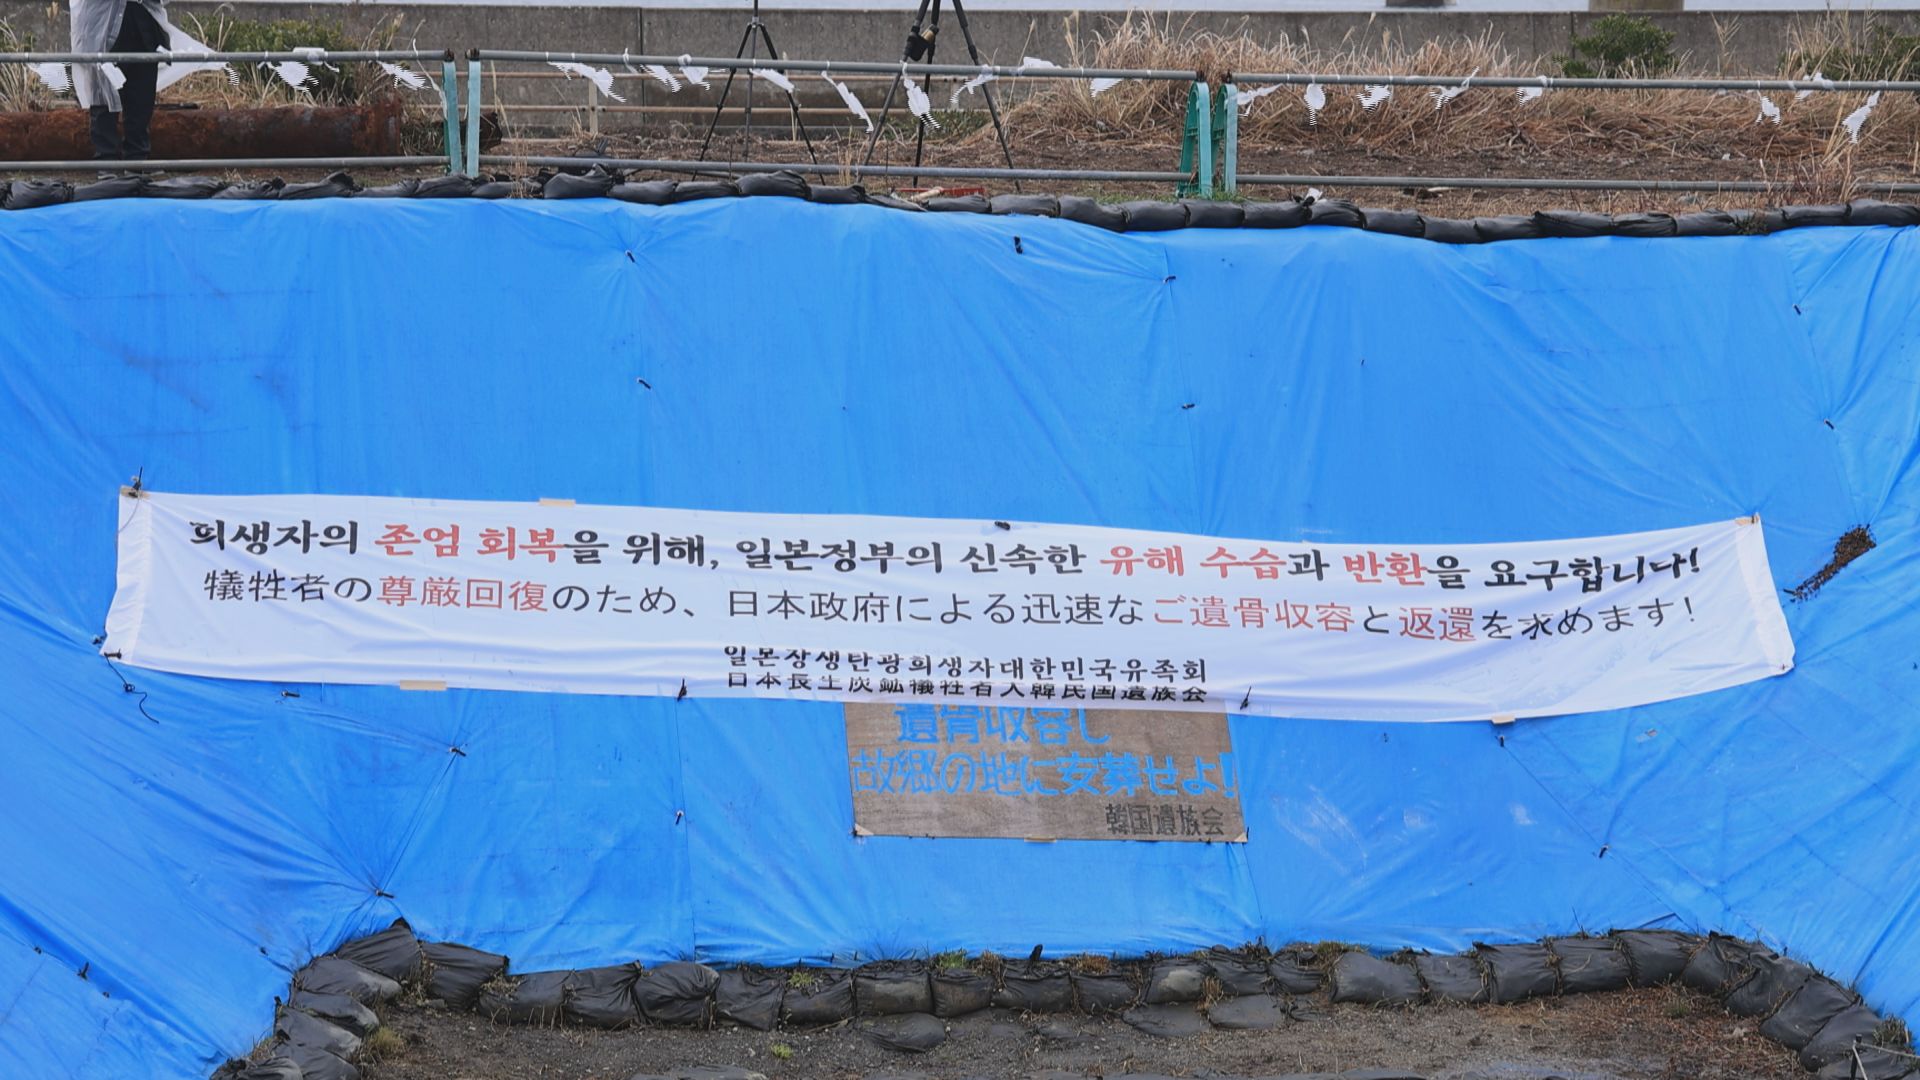 희생자의 존엄 회복을 위해, 일본정부의 신속한 유해 수습과 반환을 요구합니다!
犠牲者の尊厳回復のため、日本政府による迅速なご遺骨収容と返還を求めます!
일본장생탄광희생자대한민국유족회
日本長生炭鉱犠牲者大韓民国遺族会
遺骨収容し
故郷の地に安葬せよ!
韓国遺族会